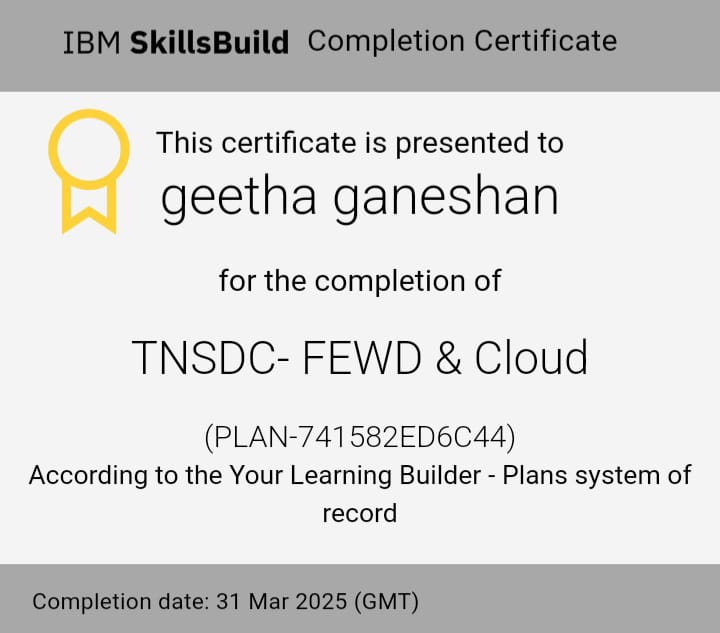 IBM SkillsBuild Completion Certificate
This certificate is presented to
geetha ganeshan
for the completion of
TNSDC- FEWD & Cloud
(PLAN-741582ED6C44)
According to the Your Learning Builder - Plans system of
record
Completion date: 31 Mar 2025 (GMT)